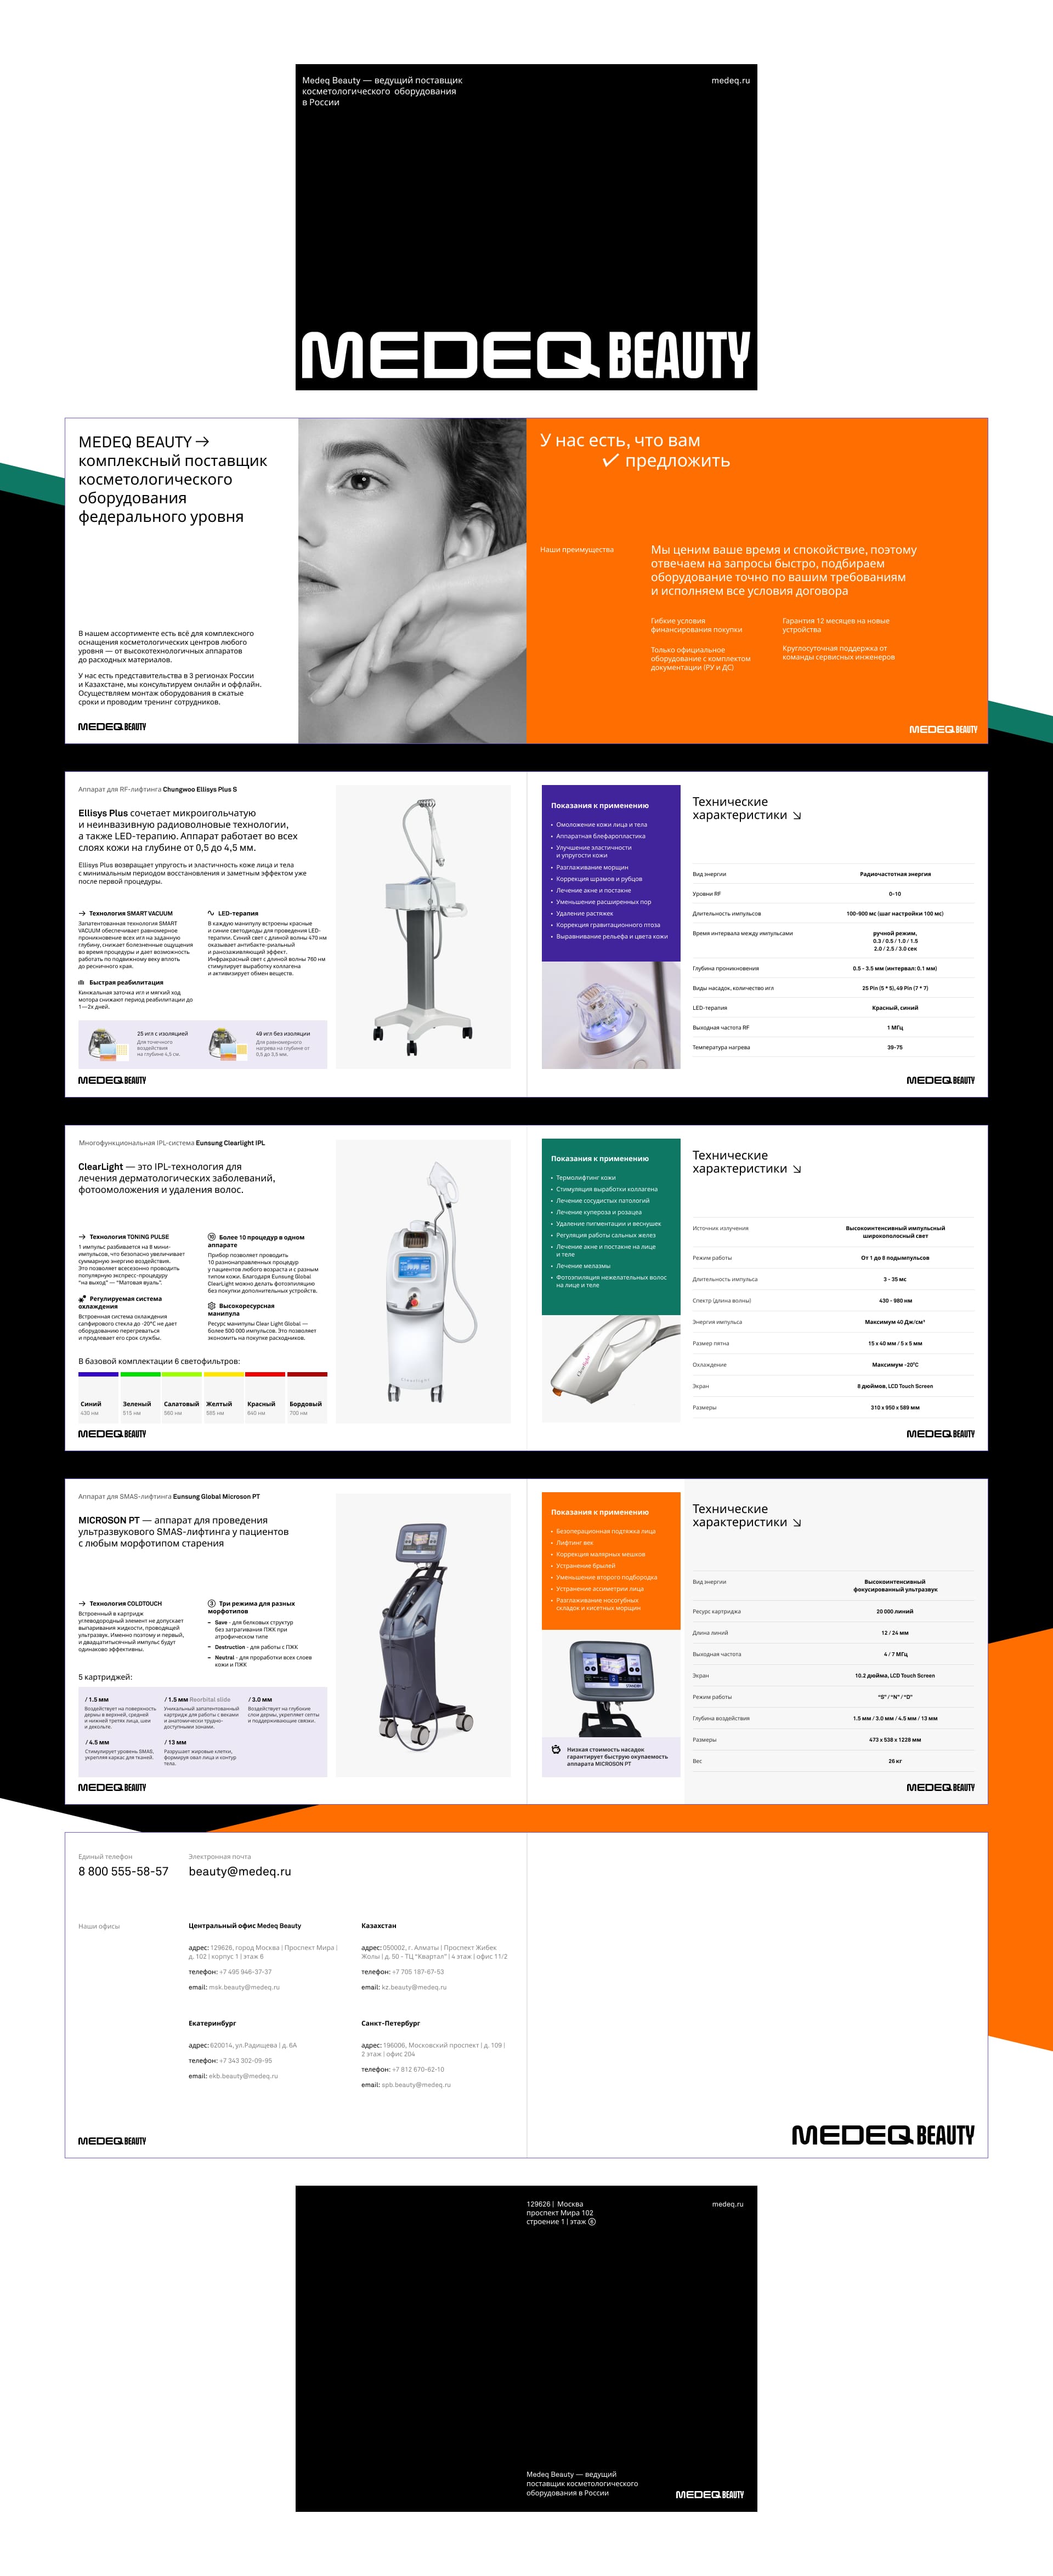 Medeq Beauty — ведущий поставщик
косметологического оборудования
в России
medeq.ru
MEDEQ BEAUTY
MEDEQ BEAUTY →
комплексный поставщик
косметологического
оборудования
федерального уровня
В нашем ассортименте есть всё для комплексного
оснащения косметологических центров любого
уровня — от высокотехнологичных аппаратов
до расходных материалов.
У нас есть представительства в 3 регионах России
и Казахстане, мы консультируем онлайн и оффлайн.
Осуществляем монтаж оборудования в сжатые
сроки и проводим тренинг сотрудников.
MEDEQ BEAUTY
У нас есть, что вам
✓ предложить
Наши преимущества
Мы ценим ваше время и спокойствие, поэтому
отвечаем на запросы быстро, подбираем
оборудование точно по вашим требованиям
и исполняем все условия договора
Гибкие условия
финансирования покупки
Только официальное
оборудование с комплектом
документации (РУ и ДС)
Гарантия 12 месяцев на новые
устройства
Круглосуточная поддержка от
команды сервисных инженеров
MEDEQ BEAUTY
Аппарат для RF-лифтинга Chungwoo Ellisys Plus S
Ellisys Plus сочетает микроигольчатую
и неинвазивную радиоволновые технологии,
а также LED-терапию. Аппарат работает во всех
слоях кожи на глубине от 0,5 до 4,5 мм.
Ellisys Plus возвращает упругость и эластичность кожи лица и тела
с минимальным периодом восстановления и заметным эффектом уже
после первой процедуры.
→ Технология SMART VACUUM
Запатентованная технология SMART
VACUUM обеспечивает равномерное
проникновение всех игл на заданную
глубину, снижает болезненные ощущения
во время процедуры и дает возможность
работать по подвижному веку вплоть
до ресничного края.
Быстрая реабилитация
Кинжальная заточка игл и мягкий ход
мотора снижают период реабилитации до
1—2х дней.
LED-терапия
В каждую манипулу встроены красные
и синие светодиоды для проведения LED-
терапии. Синий свет с длиной волны 470 нм
оказывает антибакте-риальный
и ранозаживляющий эффект.
Инфракрасный свет с длиной волны 760 нм
стимулирует выработку коллагена
и активизирует обмен веществ.
25 игл с изоляцией
Для точечного
воздействия
на глубине 4,5 см.
49 игл без изоляции
Для равномерного
нагрева на глубине от
0,5 до 3,5 мм.
MEDEQ BEAUTY
Показания к применению
• Омоложение кожи лица и тела
• Аппаратная блефаропластика
• Улучшение эластичности
и упругости кожи
• Разглаживание морщин
• Коррекция шрамов и рубцов
• Лечение акне и постакне
• Уменьшение расширенных пор
• Удаление растяжек
• Коррекция гравитационного птоза
• Выравнивание рельефа и цвета кожи
Технические
характеристики ↘
Вид энергии Радиочастотная энергия
Уровни RF 0-10
Длительность импульсов 100-900 мс (шаг настройки 100 мс)
Время интервала между импульсами ручной режим,
0.3 / 0.5 / 1.0 / 1.5
2.0 / 2.5 / 3.0 сек
Глубина проникновения 0.5 - 3.5 мм (интервал: 0.1 мм)
Виды насадок, количество игл 25 Pin (5 * 5), 49 Pin (7 * 7)
LED-терапия Красный, синий
Выходная частота RF 1 МГц
Температура нагрева 39-75
MEDEQ BEAUTY
Многофункциональная IPL-система Eunsung Clearlight IPL
ClearLight — это IPL-технология для
лечения дерматологических заболеваний,
фотоомоложения и удаления волос.
→ Технология TONING PULSE
1 импульс разбивается на 8 мини-
импульсов, что безопасно увеличивает
суммарную энергию воздействия.
Это позволяет всесезонно проводить
популярную экспресс-процедуру
"на выход" — "Матовая вуаль".
Регулируемая система
охлаждения
Встроенная система охлаждения
сапфирового стекла до -20°С не дает
оборудованию перегреваться
и продлевает его срок службы.
⑩ Более 10 процедур в одном
аппарате
Прибор позволяет проводить
10 разнонаправленных процедур
у пациентов любого возраста и с разным
типом кожи. Благодаря Eunsung Global
ClearLight можно делать фотоэпиляцию
без покупки дополнительных устройств.
Высокоресурсная
манипула
Ресурс манипулы Clear Light Global —
более 500 000 импульсов. Это позволяет
экономить на покупке расходников.
В базовой комплектации 6 светофильтров:
Синий Зеленый Салатовый Желтый Красный Бордовый
430 нм 515 нм 560 нм 585 нм 640 нм 700 нм
Clearlight
MEDEQ BEAUTY
Показания к применению
• Термолифтинг кожи
• Стимуляция выработки коллагена
• Лечение сосудистых патологий
• Лечение купероза и розацеа
• Удаление пигментации и веснушек
• Регуляция работы сальных желез
• Лечение акне и постакне на лице
и теле
• Лечение мелазмы
• Фотоэпиляция нежелательных волос
на лице и теле
Clearlight
Технические
характеристики ↘
Источник излучения Высокоинтенсивный импульсный
широкополосный свет
Режим работы От 1 до 8 подымпульсов
Длительность импульса 3 - 35 мс
Спектр (длина волны) 430 - 980 нм
Энергия импульса Максимум 40 Дж/см²
Размер пятна 15 х 40 мм / 5 х 5 мм
Охлаждение Максимум -20°С
Экран 8 дюймов, LCD Touch Screen
Размеры 310 x 950 x 589 мм
MEDEQ BEAUTY
Аппарат для SMAS-лифтинга Eunsung Global Microson PT
MICROSON PT — аппарат для проведения
ультразвукового SMAS-лифтинга у пациентов
с любым морфотипом старения
→ Технология COLDTOUCH
Встроенный в картридж
углеводородный элемент не допускает
выпаривания жидкости, проводящей
ультразвук. Именно поэтому и первый,
и двадцатитысячный импульс будут
одинаково эффективны.
③ Три режима для разных
морфотипов
– Save - для белковых структур
без затрагивания ПЖК при
атрофическом типе
– Destruction - для работы с ПЖК
– Neutral - для проработки всех слоев
кожи и ПЖК
5 картриджей:
/ 1.5 мм
Воздействует на поверхность
дермы в верхней, средней
и нижней третях лица, шеи
и декольте.
/ 1.5 мм Reorbital slide
Уникальный запатентованный
картридж для работы с веками
и анатомически трудно-
доступными зонами.
/ 3.0 мм
Воздействует на глубокие
слои дермы, укрепляет септы
и поддерживающие связки.
/ 4.5 мм
Стимулирует уровень SMAS,
укрепляя каркас для тканей.
/ 13 мм
Разрушает жировые клетки,
формируя овал лица и контур
тела.
MEDEQ BEAUTY
Показания к применению
• Безоперационная подтяжка лица
• Лифтинг век
• Коррекция малярных мешков
• Устранение брылей
• Уменьшение второго подбородка
• Устранение ассиметрии лица
• Разглаживание носогубных
складок и кисетных морщин
STANDBY
Низкая стоимость насадок
гарантирует быструю окупаемость
аппарата MICROSON PT
Технические
характеристики ↘
Вид энергии Высокоинтенсивный
фокусированный ультразвук
Ресурс картриджа 20 000 линий
Длина линий 12 / 24 мм
Выходная частота 4 / 7 МГц
Экран 10.2 дюйма, LCD Touch Screen
Режим работы "S" / "N" / "D"
Глубина воздействия 1.5 мм / 3.0 мм / 4.5 мм / 13 мм
Размеры 473 x 538 x 1228 мм
Вес 26 кг
MEDEQ BEAUTY
Единый телефон
8 800 555-58-57
Электронная почта
beauty@medeq.ru
Наши офисы
Центральный офис Medeq Beauty
адрес: 129626, город Москва | Проспект Мира |
д. 102 | корпус 1 | этаж 6
телефон: +7 495 946-37-37
email: msk.beauty@medeq.ru
Казахстан
адрес: 050002, г. Алматы | Проспект Жибек
Жолы | д. 50 - ТЦ "Квартал" | 4 этаж | офис 11/2
телефон: +7 705 187-67-53
email: kz.beauty@medeq.ru
Екатеринбург
адрес: 620014, ул.Радищева | д. 6А
телефон: +7 343 302-09-95
email: ekb.beauty@medeq.ru
Санкт-Петербург
адрес: 196006, Московский проспект | д. 109 |
2 этаж | офис 204
телефон: +7 812 670-62-10
email: spb.beauty@medeq.ru
MEDEQ BEAUTY
MEDEQ BEAUTY
129626 | Москва
проспект Мира 102
строение 1 | этаж ⑥
medeq.ru
Medeq Beauty — ведущий
поставщик косметологического
оборудования в России
MEDEQ BEAUTY